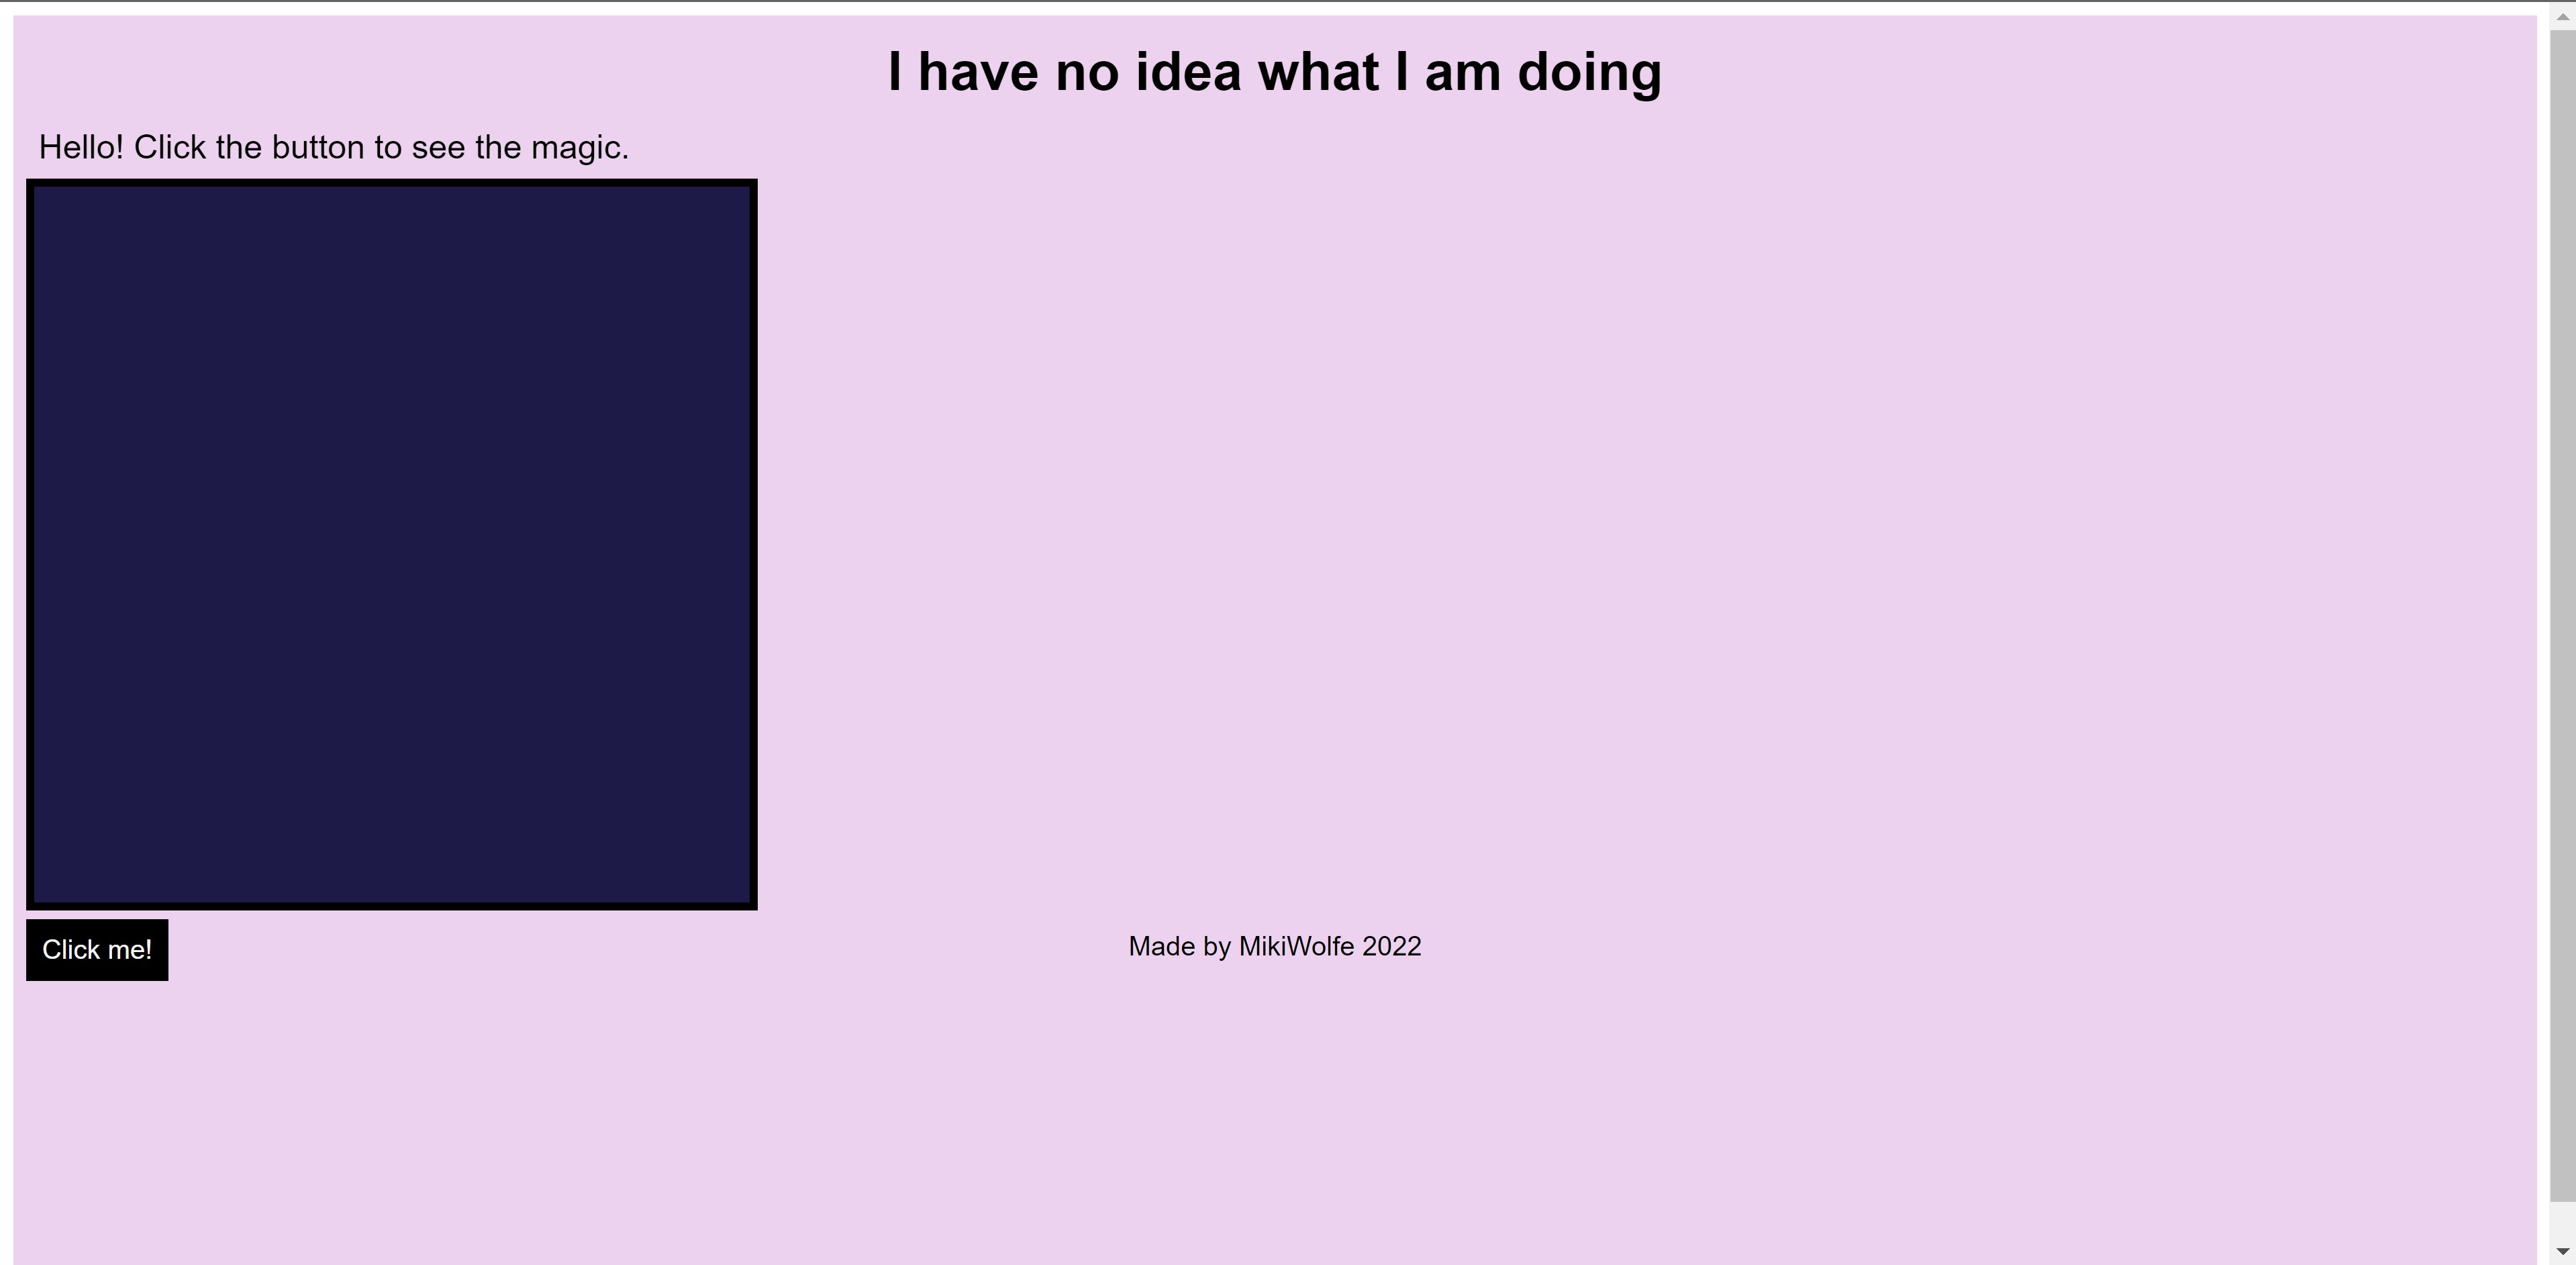 I have no idea what I am doing
Hello! Click the button to see the magic.
Click me!
Made by MikiWolfe 2022